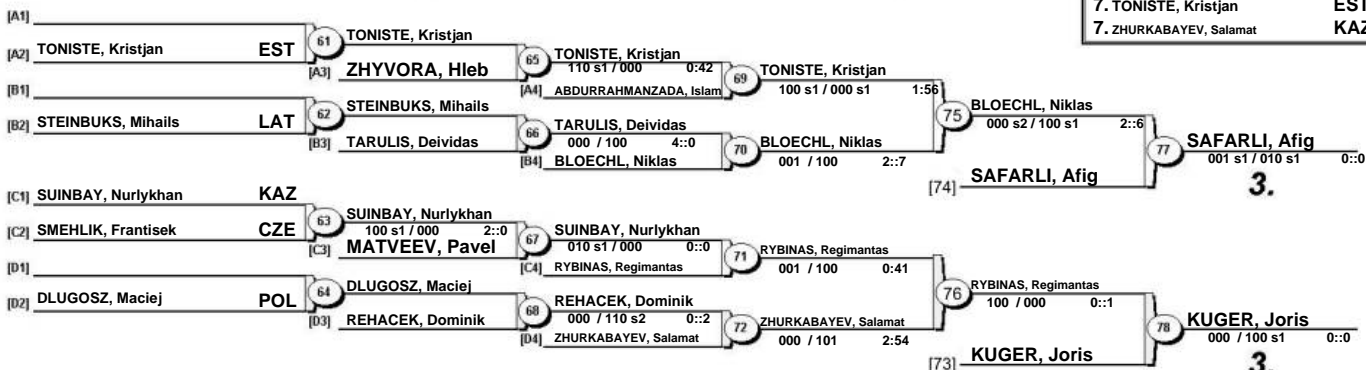 7. TONISTE, Kristjan EST
7. ZHURKABAYEV, Salamat KAZ
[A1]
[A2] TONISTE, Kristjan EST
61 TONISTE, Kristjan
[A3] ZHYVORA, Hleb
65 TONISTE, Kristjan
110 s1 / 000 0:42
[A4] ABDURRAHMANZADA, Islam
69 TONISTE, Kristjan
100 s1 / 000 s1 1:56
[B1]
[B2] STEINBUKS, Mihails LAT
62 STEINBUKS, Mihails
[B3] TARULIS, Deividas
66 TARULIS, Deividas
000 / 100 4::0
[B4] BLOECHL, Niklas
70 BLOECHL, Niklas
001 / 100 2::7
75 BLOECHL, Niklas
000 s2 / 100 s1 2::6
[74] SAFARLI, Afig
77 SAFARLI, Afig
001 s1 / 010 s1 0::0
3.
[C1] SUINBAY, Nurlykhan KAZ
[C2] SMEHLIK, Frantisek CZE
63 SUINBAY, Nurlykhan
100 s1 / 000 2::0
[C3] MATVEEV, Pavel
67 SUINBAY, Nurlykhan
010 s1 / 000 0::0
[C4] RYBINAS, Regimantas
71 RYBINAS, Regimantas
001 / 100 0:41
[D1]
[D2] DLUGOSZ, Maciej POL
64 DLUGOSZ, Maciej
[D3] REHACEK, Dominik
68 REHACEK, Dominik
000 / 110 s2 0::2
[D4] ZHURKABAYEV, Salamat
72 ZHURKABAYEV, Salamat
000 / 101 2:54
76 RYBINAS, Regimantas
100 / 000 0::1
[73] KUGER, Joris
78 KUGER, Joris
000 / 100 s1 0::0
3.